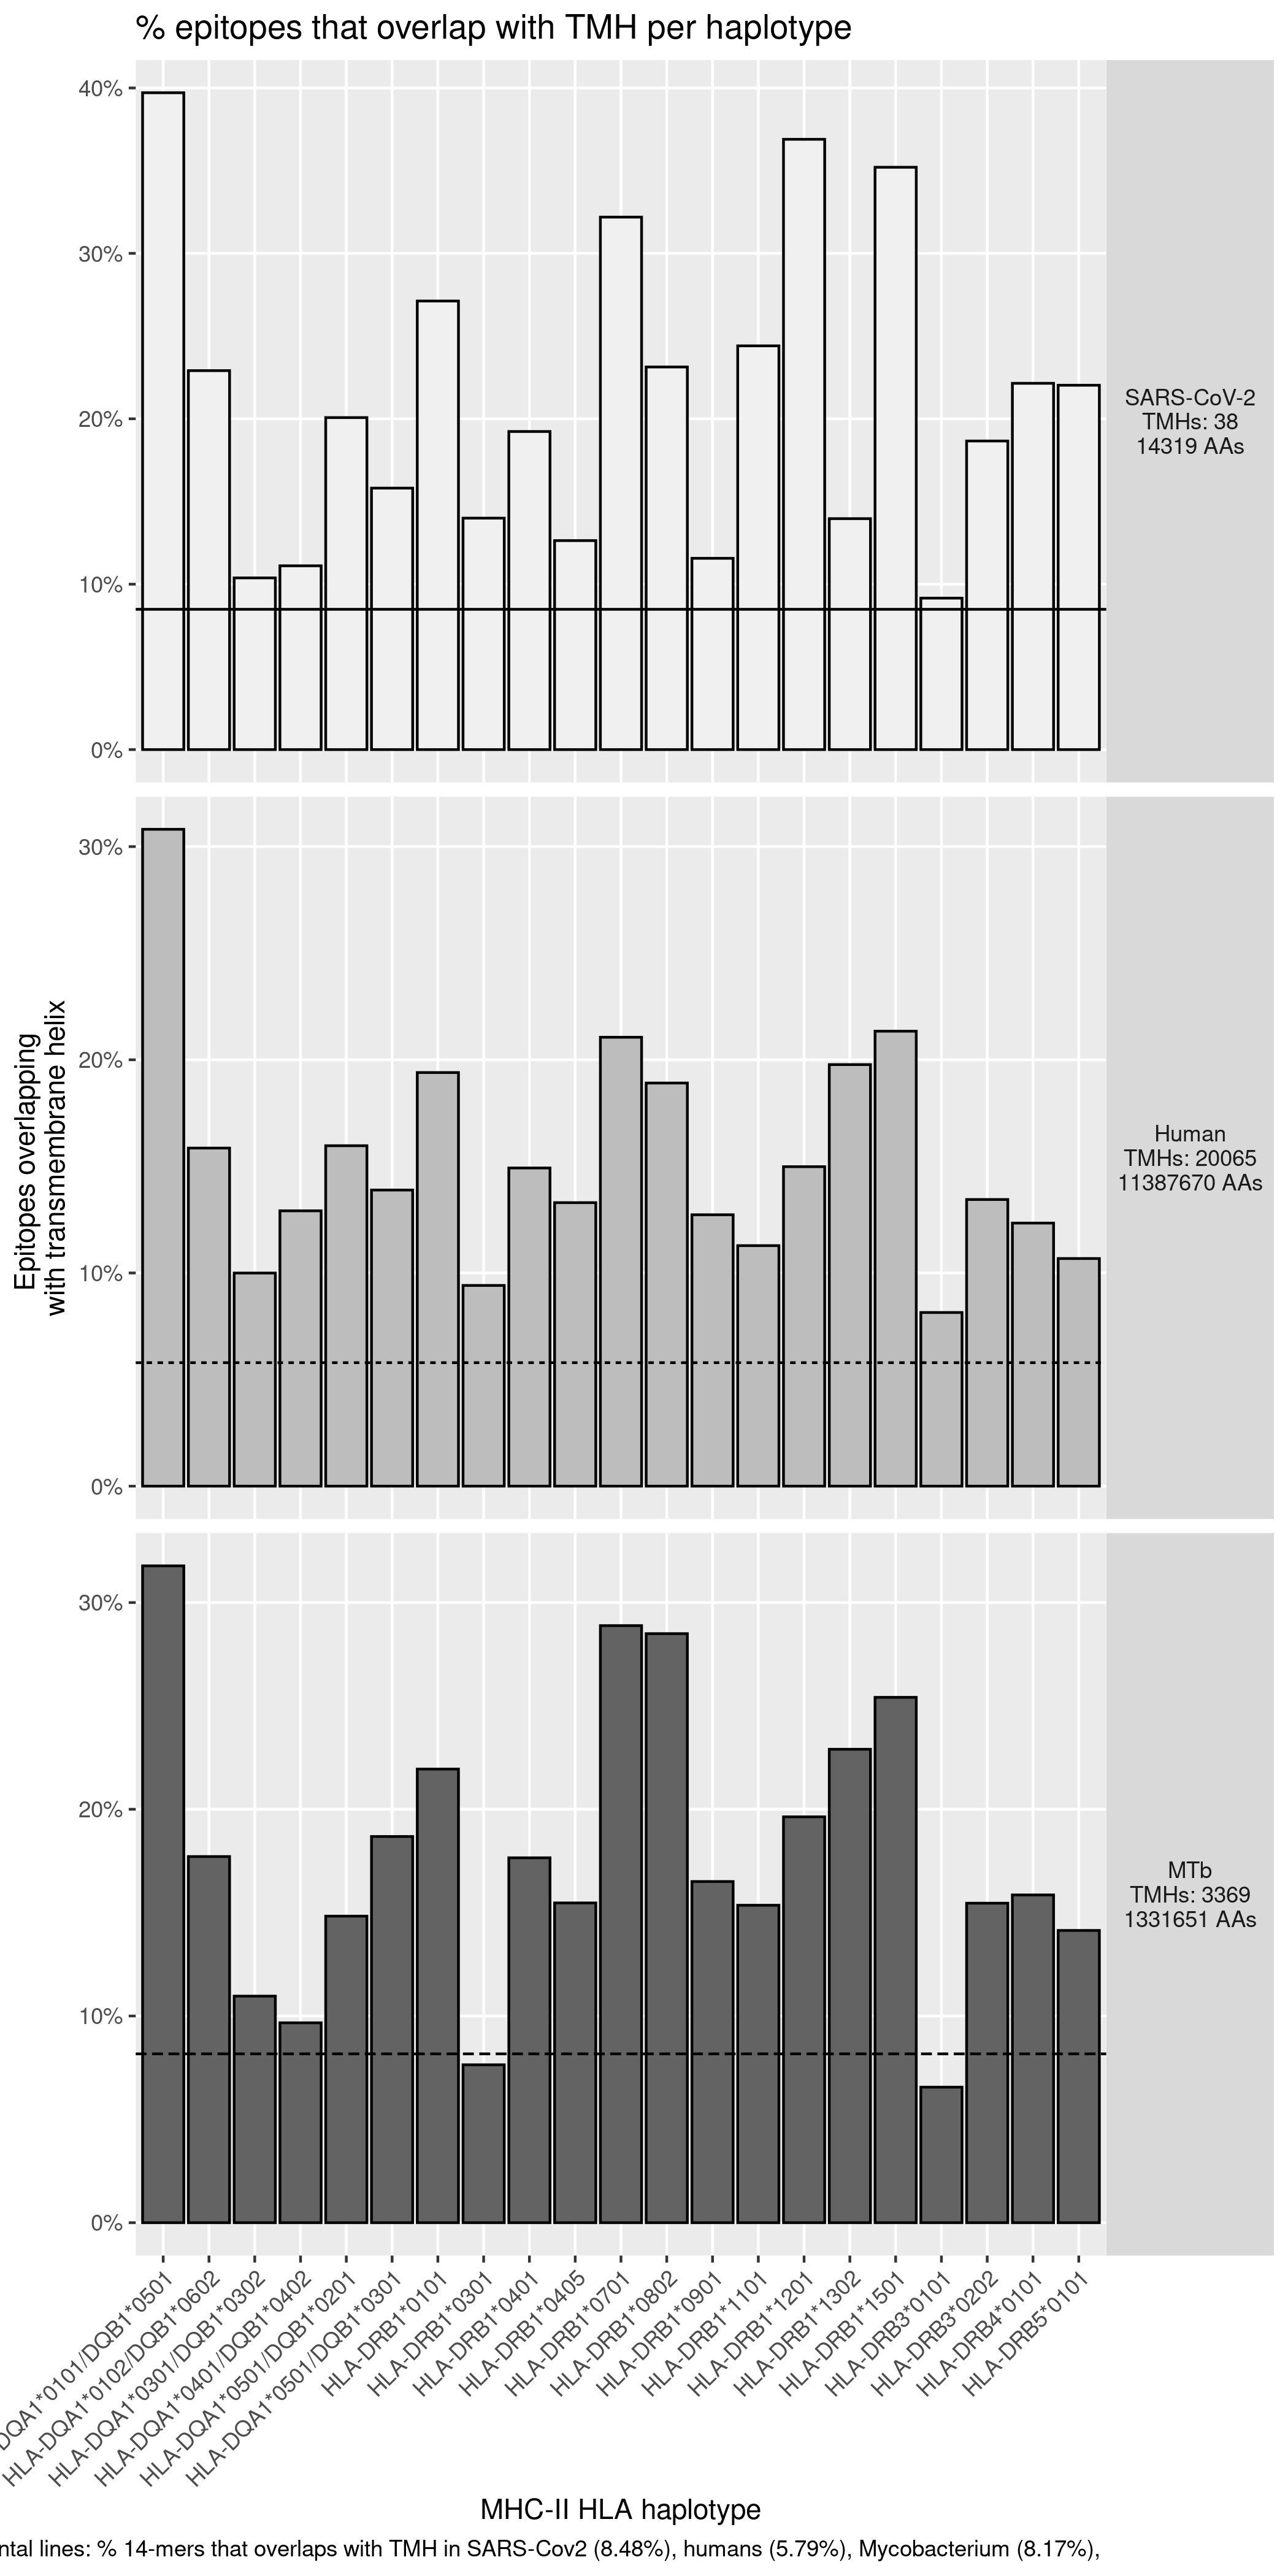 % epitopes that overlap with TMH per haplotype
40%
30%
20%
10%
0%
SARS-CoV-2
TMHs: 38
14319 AAs
30%
20%
10%
0%
Human
TMHs: 20065
11387670 AAs
Epitopes overlapping
with transmembrane helix
30%
20%
10%
0%
MTb
TMHs: 3369
1331651 AAs
DQA1*0101/DQB1*0501
HLA-DQA1*0102/DQB1*0602
HLA-DQA1*0301/DQB1*0302
HLA-DQA1*0401/DQB1*0402
HLA-DQA1*0501/DQB1*0201
HLA-DQA1*0501/DQB1*0301
HLA-DRB1*0101
HLA-DRB1*0301
HLA-DRB1*0401
HLA-DRB1*0405
HLA-DRB1*0701
HLA-DRB1*0802
HLA-DRB1*0901
HLA-DRB1*1101
HLA-DRB1*1201
HLA-DRB1*1302
HLA-DRB1*1501
HLA-DRB3*0101
HLA-DRB3*0202
HLA-DRB4*0101
HLA-DRB5*0101
MHC-II HLA haplotype
ntal lines: % 14-mers that overlaps with TMH in SARS-Cov2 (8.48%), humans (5.79%), Mycobacterium (8.17%),